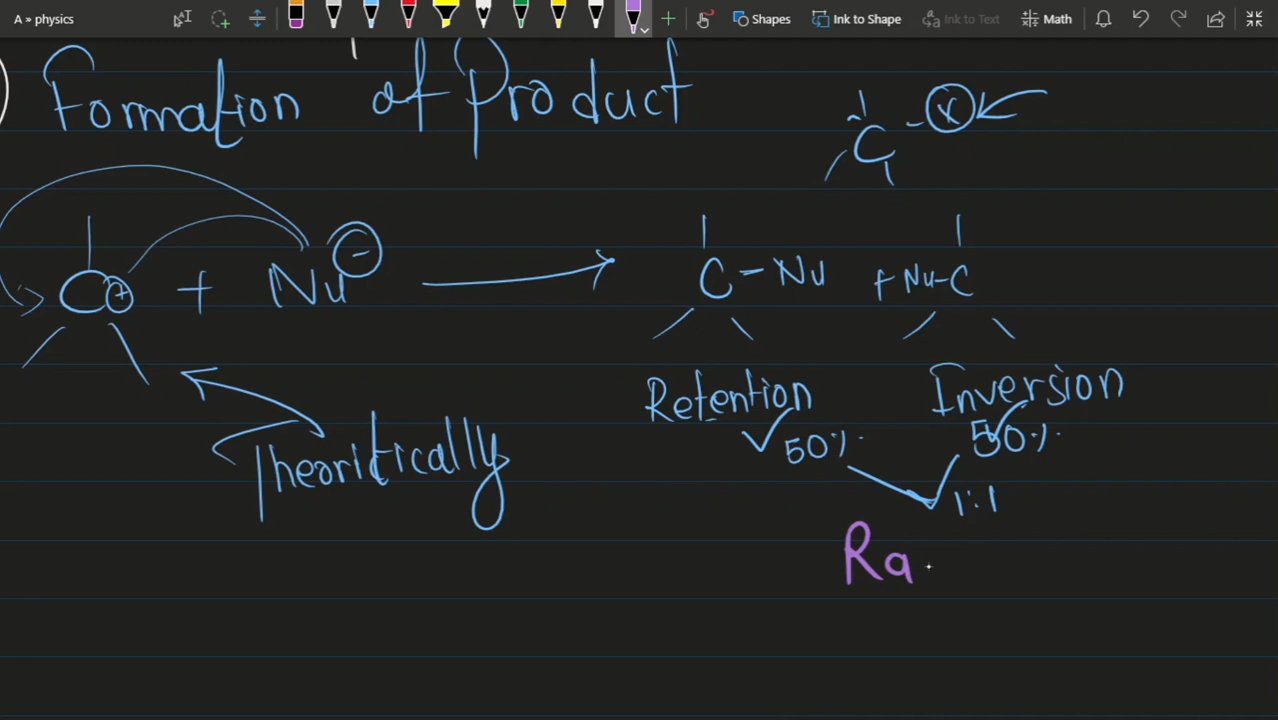 A » physics
Shapes Ink to Shape Ink to Text Math
Formation of Product
C - X
C+ + Nu - → C - Nu + Nu - C
Retention Inversion
50% 50%
Theoritically
1:1
Ra